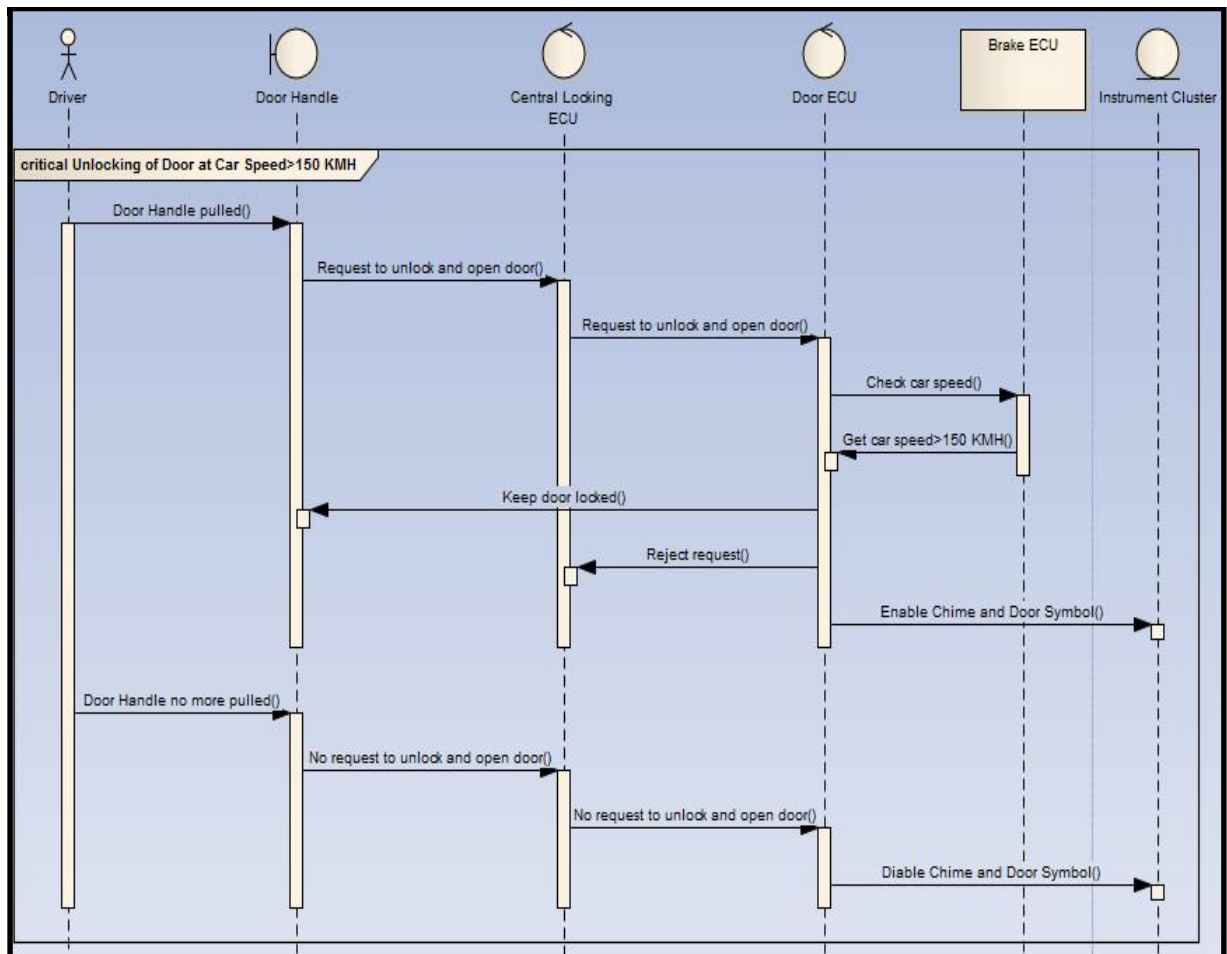 Driver
Door Handle
Central Locking
ECU
Door ECU
Brake ECU
Instrument Cluster
critical Unlocking of Door at Car Speed>150 KMH
Door Handle pulled()
Request to unlock and open door()
Request to unlock and open door()
Check car speed()
Get car speed>150 KMH()
Keep door locked()
Reject request()
Enable Chime and Door Symbol()
Door Handle no more pulled()
No request to unlock and open door()
No request to unlock and open door()
Diable Chime and Door Symbol()